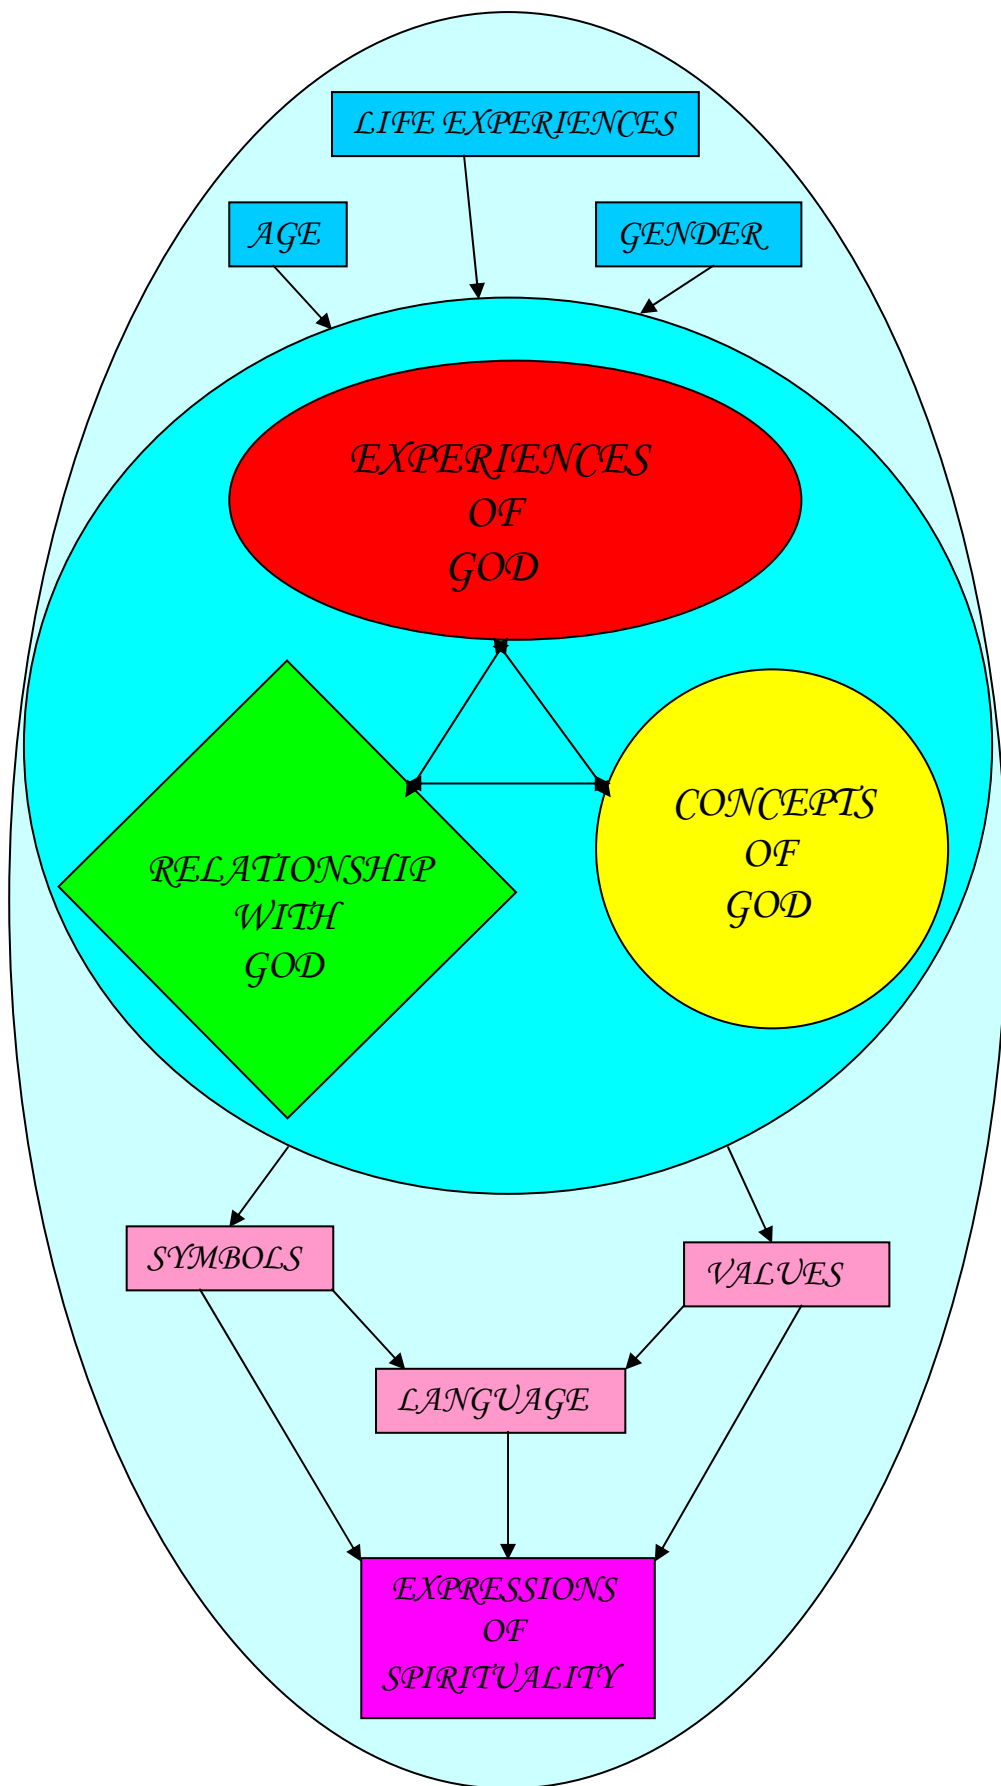 LIFE EXPERIENCES
AGE
GENDER
EXPERIENCES
OF
GOD
RELATIONSHIP
WITH
GOD
CONCEPTS
OF
GOD
SYMBOLS
VALUES
LANGUAGE
EXPRESSIONS
OF
SPIRITUALITY